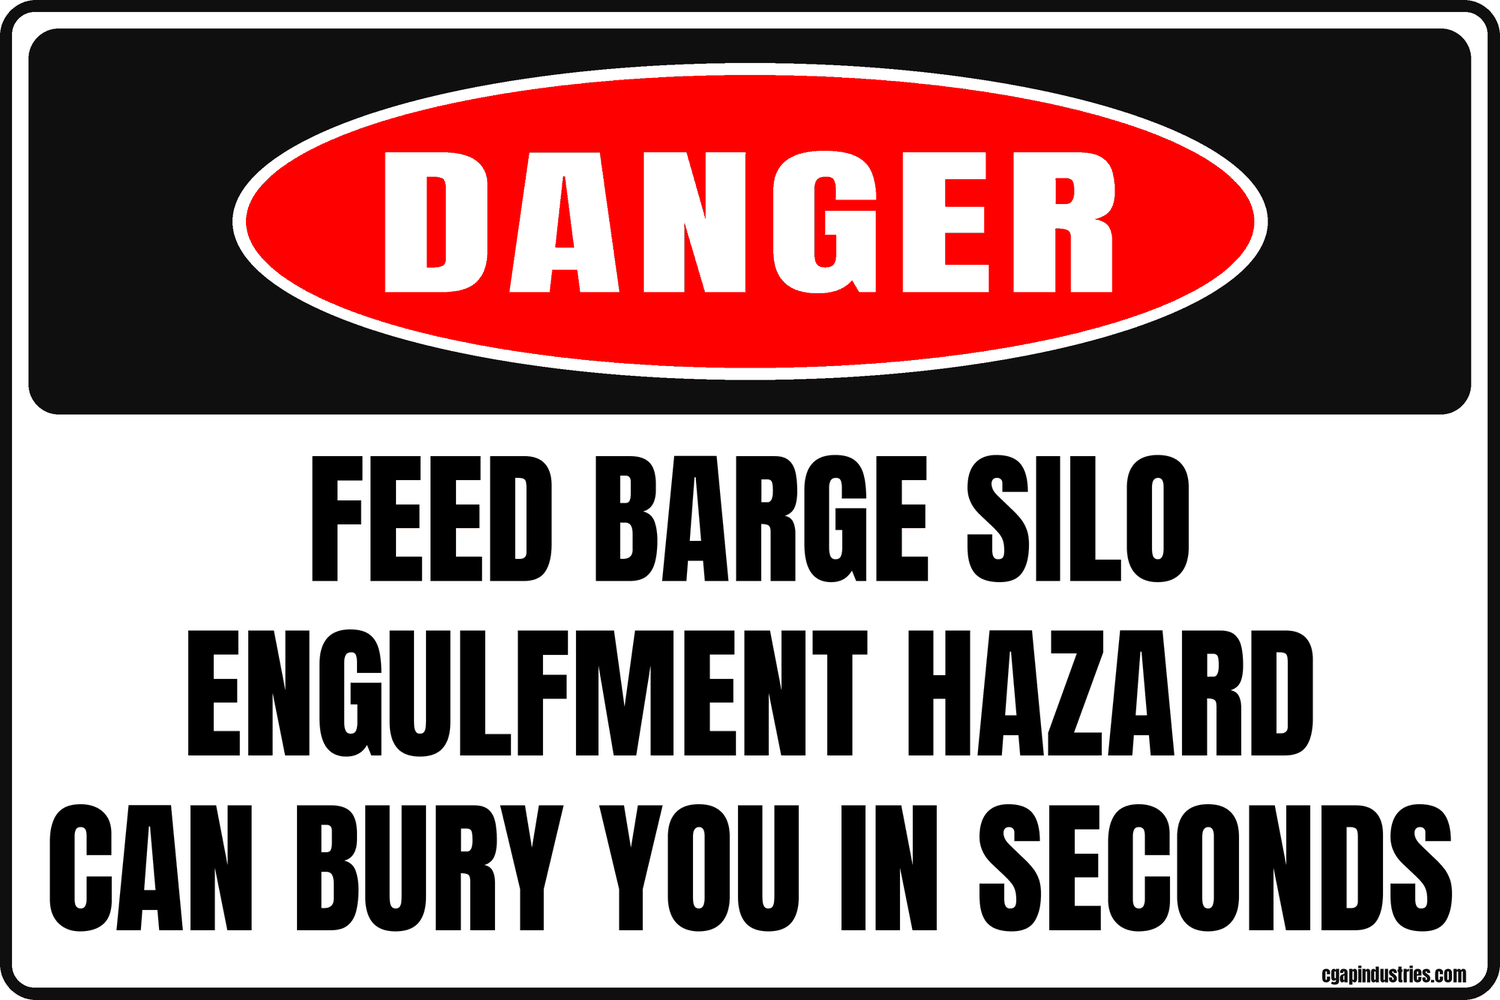 DANGER
FEED BARGE SILO
ENGULFMENT HAZARD
CAN BURY YOU IN SECONDS
cgapindustries.com